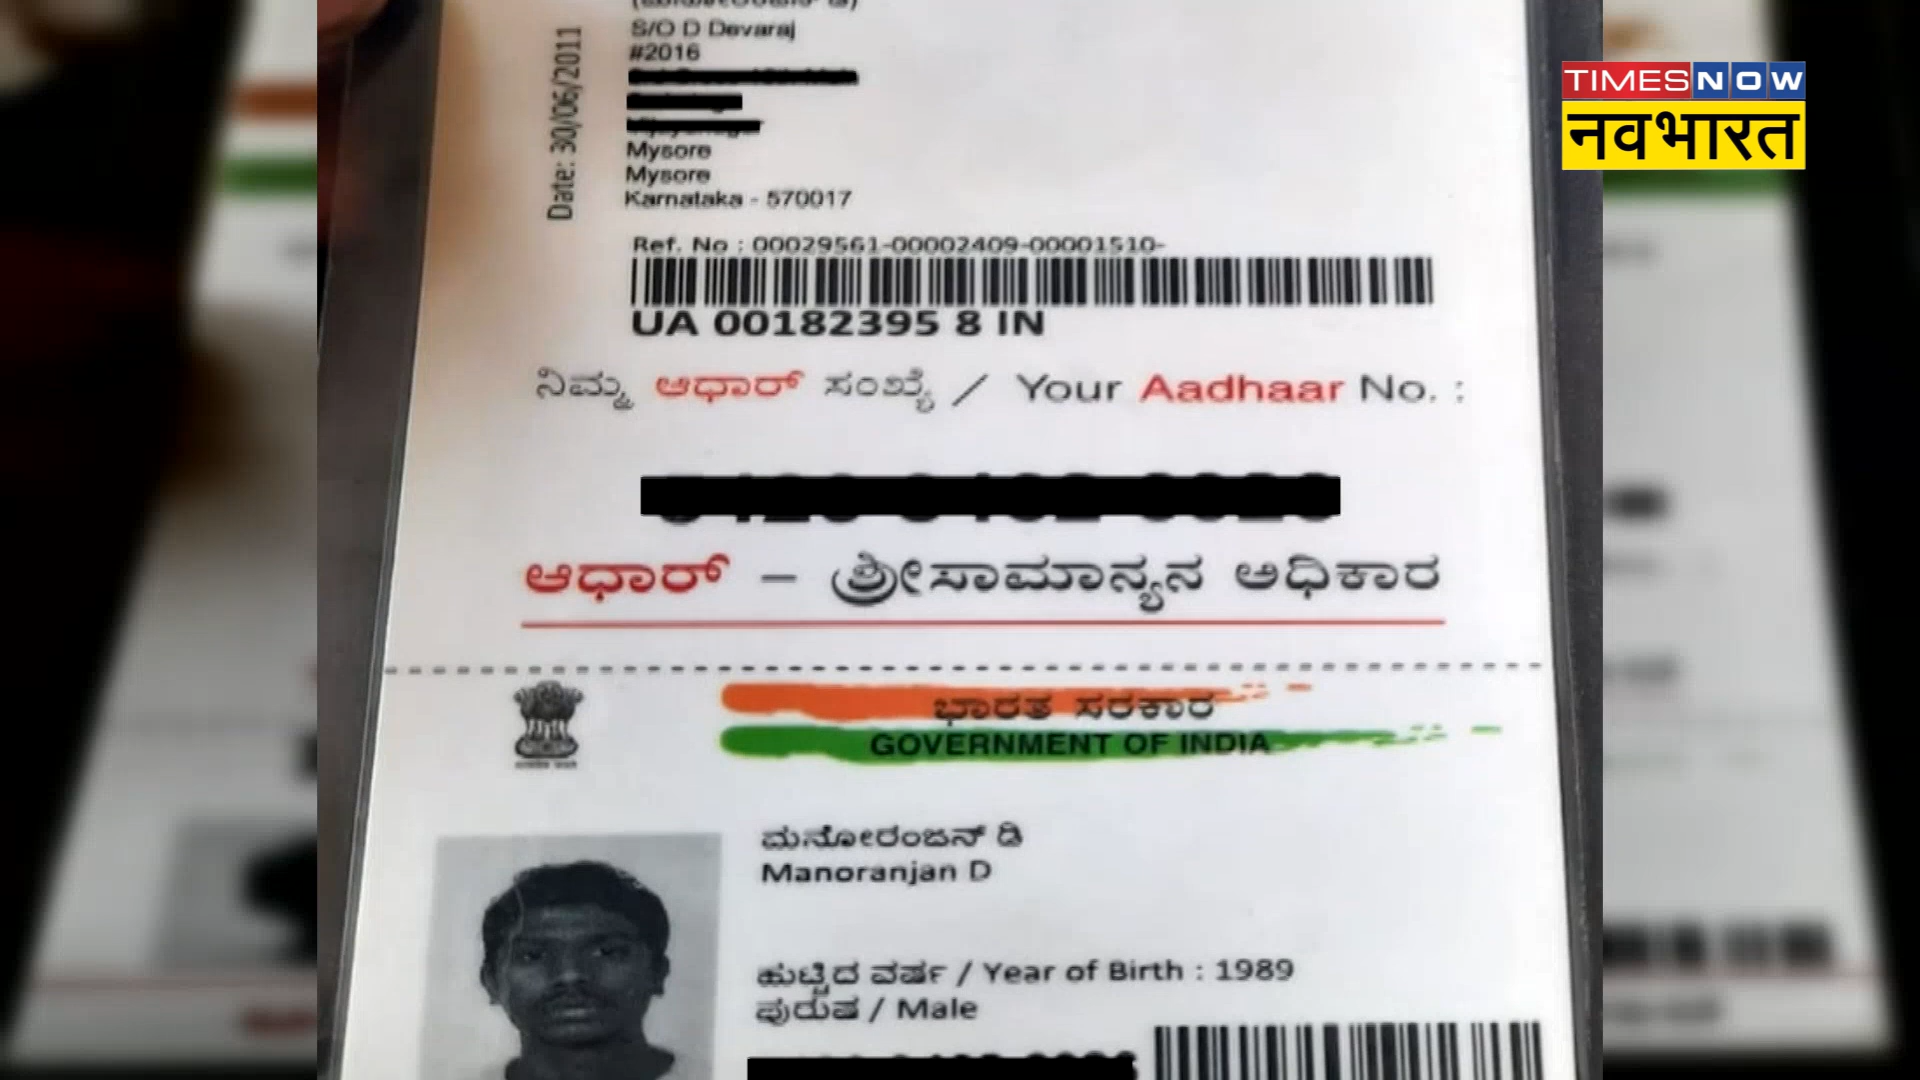 S/O D Devaraj
#2016
Mysore
Mysore
Karnataka - 570017
Date: 30/06/2011
Ref. No : 00029561-00002409-00001510-
UA 00182395 8 IN
ನಿಮ್ಮ ಆಧಾರ್ ಸಂಖ್ಯೆ / Your Aadhaar No. :
ಆಧಾರ್ – ಶ್ರೀಸಾಮಾನ್ಯನ ಅಧಿಕಾರ
ಭಾರತ ಸರಕಾರ
GOVERNMENT OF INDIA
ಮನೋರಂಜನ್ ಡಿ
Manoranjan D
ಹುಟ್ಟಿದ ವರ್ಷ / Year of Birth : 1989
ಪುರುಷ / Male
TIMES NOW
नवभारत